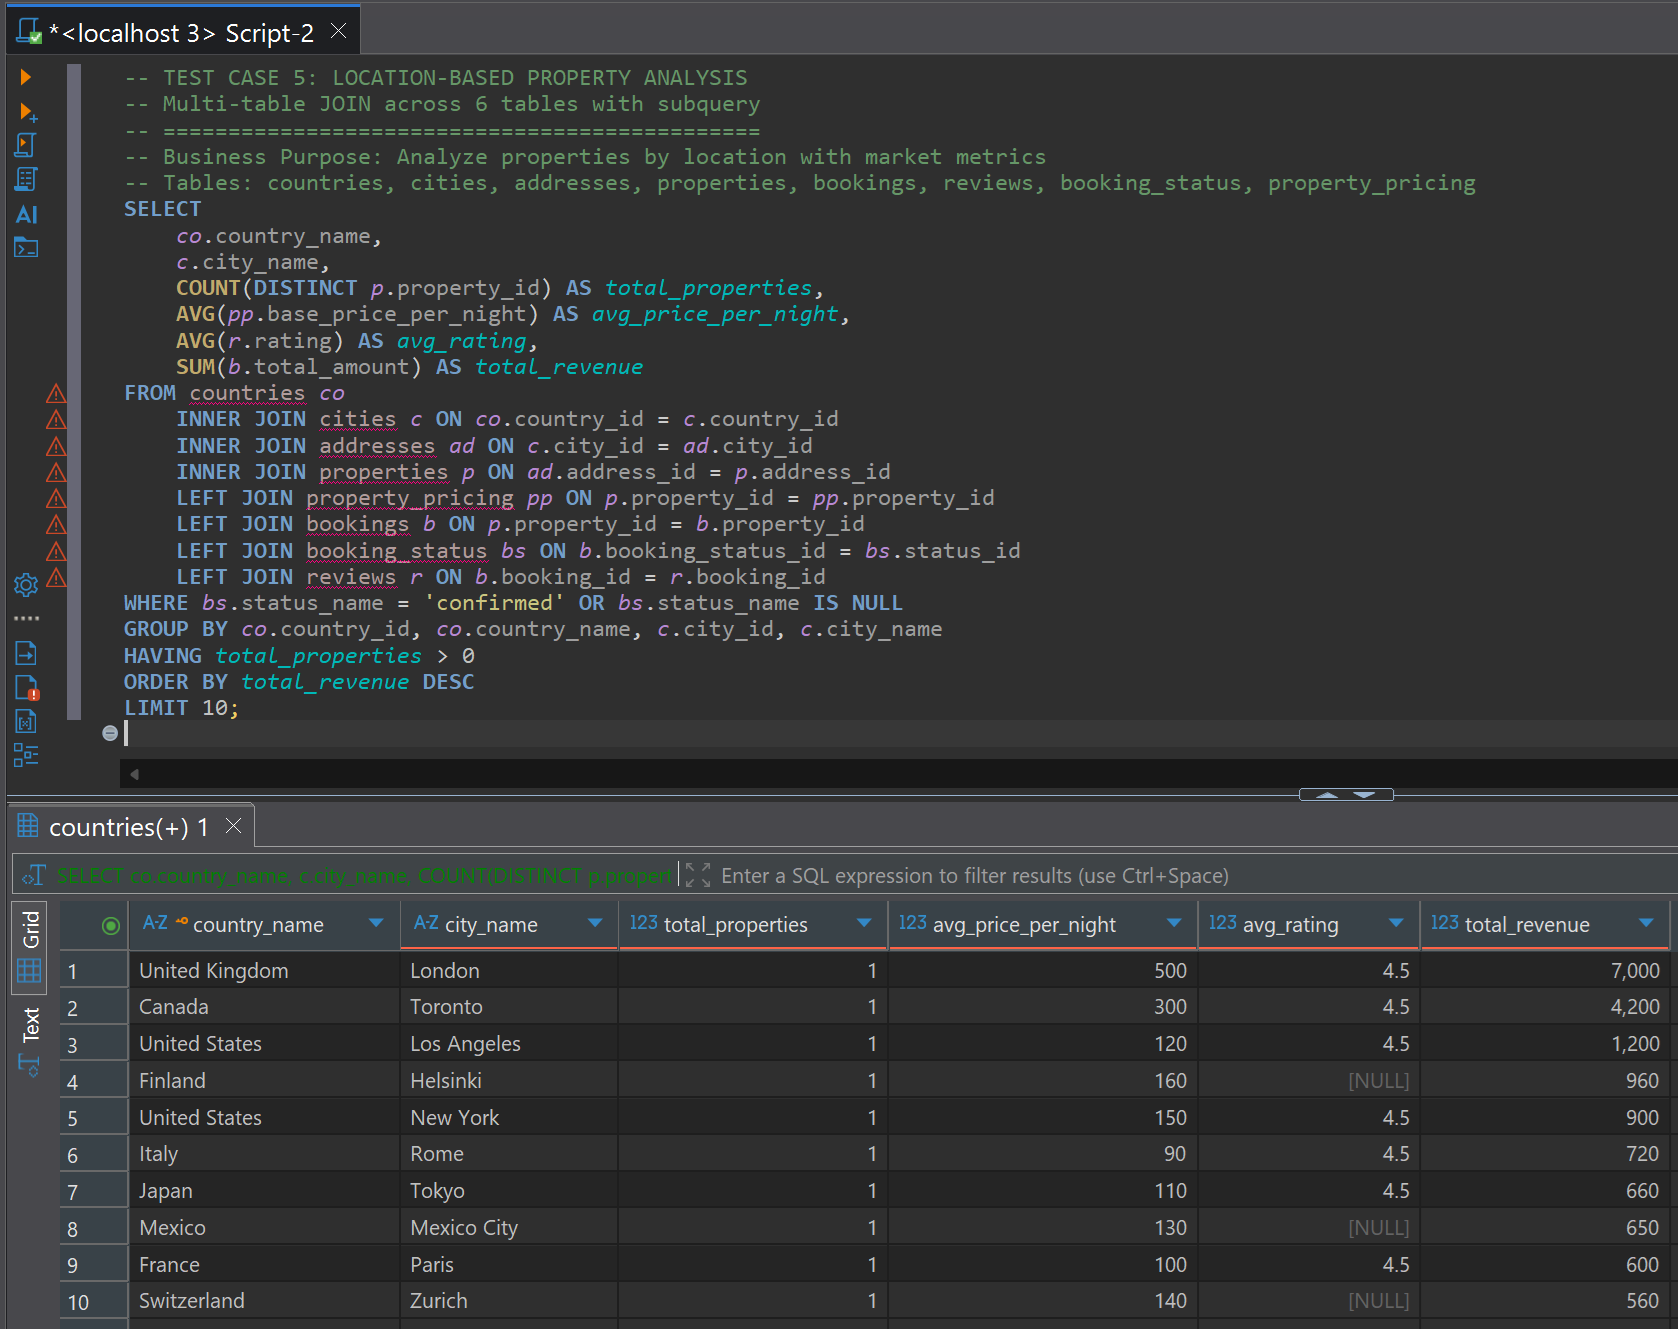 *<localhost 3> Script-2
-- TEST CASE 5: LOCATION-BASED PROPERTY ANALYSIS
-- Multi-table JOIN across 6 tables with subquery
-- ==============================================
-- Business Purpose: Analyze properties by location with market metrics
-- Tables: countries, cities, addresses, properties, bookings, reviews, booking_status, property_pricing
SELECT
    co.country_name,
    c.city_name,
    COUNT(DISTINCT p.property_id) AS total_properties,
    AVG(pp.base_price_per_night) AS avg_price_per_night,
    AVG(r.rating) AS avg_rating,
    SUM(b.total_amount) AS total_revenue
FROM countries co
    INNER JOIN cities c ON co.country_id = c.country_id
    INNER JOIN addresses ad ON c.city_id = ad.city_id
    INNER JOIN properties p ON ad.address_id = p.address_id
    LEFT JOIN property_pricing pp ON p.property_id = pp.property_id
    LEFT JOIN bookings b ON p.property_id = b.property_id
    LEFT JOIN booking_status bs ON b.booking_status_id = bs.status_id
    LEFT JOIN reviews r ON b.booking_id = r.booking_id
WHERE bs.status_name = 'confirmed' OR bs.status_name IS NULL
GROUP BY co.country_id, co.country_name, c.city_id, c.city_name
HAVING total_properties > 0
ORDER BY total_revenue DESC
LIMIT 10;
AI
countries(+) 1
SELECT co.country_name, c.city_name, COUNT(DISTINCT p.propert Enter a SQL expression to filter results (use Ctrl+Space)
Grid
Text
A-Z country_name A-Z city_name 123 total_properties 123 avg_price_per_night 123 avg_rating 123 total_revenue
1 United Kingdom London 1 500 4.5 7,000
2 Canada Toronto 1 300 4.5 4,200
3 United States Los Angeles 1 120 4.5 1,200
4 Finland Helsinki 1 160 [NULL] 960
5 United States New York 1 150 4.5 900
6 Italy Rome 1 90 4.5 720
7 Japan Tokyo 1 110 4.5 660
8 Mexico Mexico City 1 130 [NULL] 650
9 France Paris 1 100 4.5 600
10 Switzerland Zurich 1 140 [NULL] 560